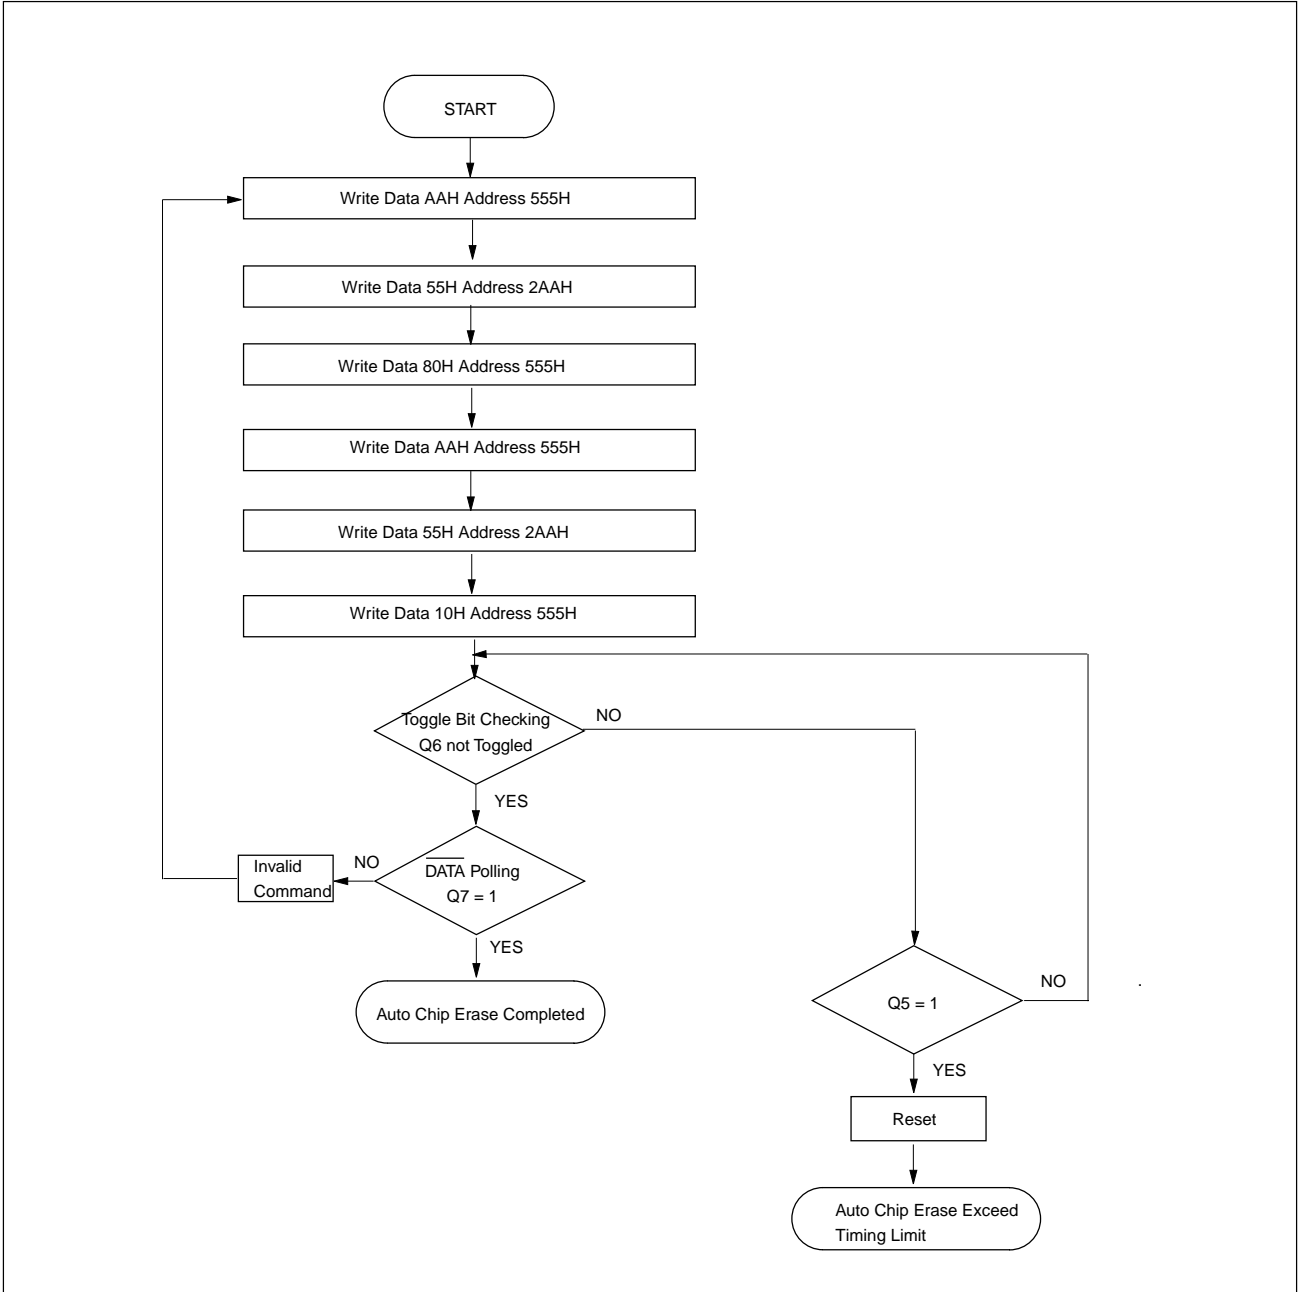 START
Write Data AAH Address 555H
Write Data 55H Address 2AAH
Write Data 80H Address 555H
Write Data AAH Address 555H
Write Data 55H Address 2AAH
Write Data 10H Address 555H
Toggle Bit Checking
Q6 not Toggled
NO
YES
Invalid
Command
NO
DATA Polling
Q7 = 1
YES
Auto Chip Erase Completed
Q5 = 1
NO
YES
Reset
Auto Chip Erase Exceed
Timing Limit
.